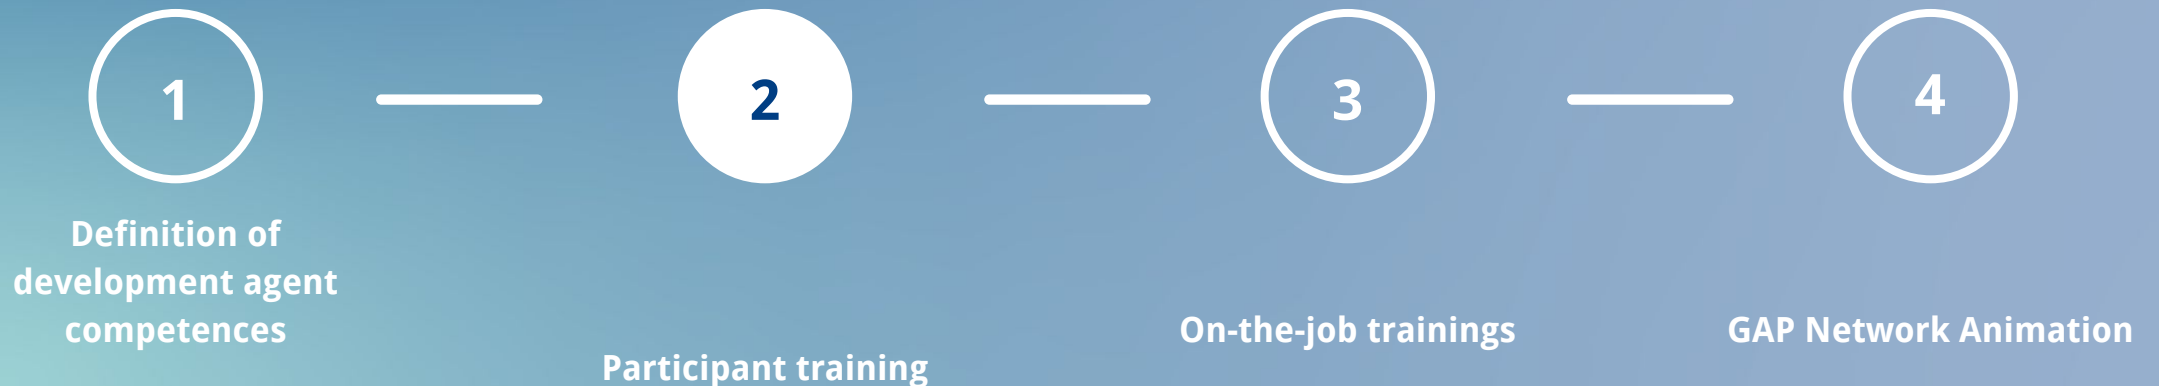 1
2
3
4
Definition of
development agent
competences
Participant training
On-the-job trainings
GAP Network Animation